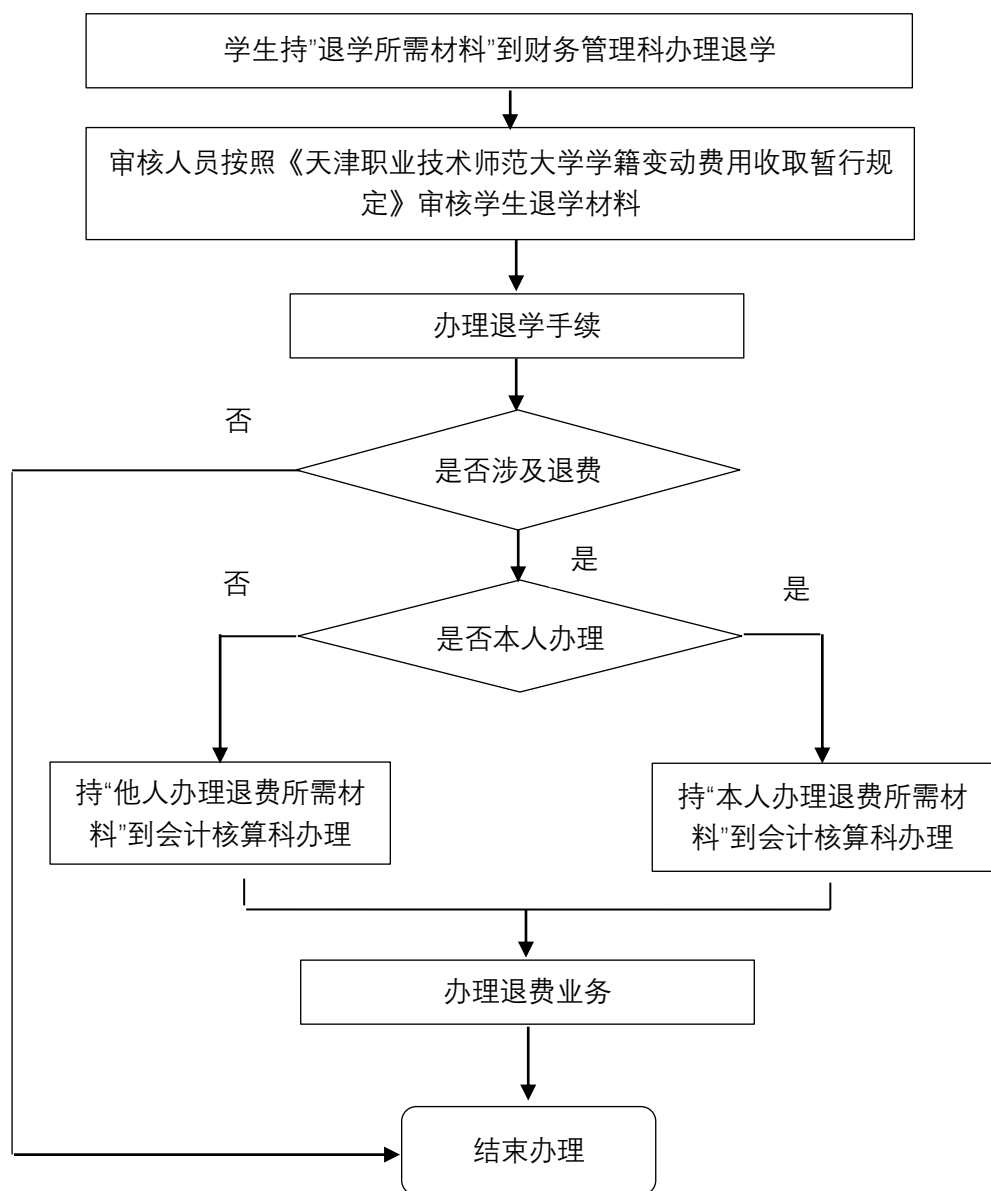 学生持”退学所需材料”到财务管理科办理退学
审核人员按照《天津职业技术师范大学学籍变动费用收取暂行规
定》审核学生退学材料
办理退学手续
否
是否涉及退费
是
否
是
是否本人办理
持“他人办理退费所需材
料”到会计核算科办理
持“本人办理退费所需材
料”到会计核算科办理
办理退费业务
结束办理